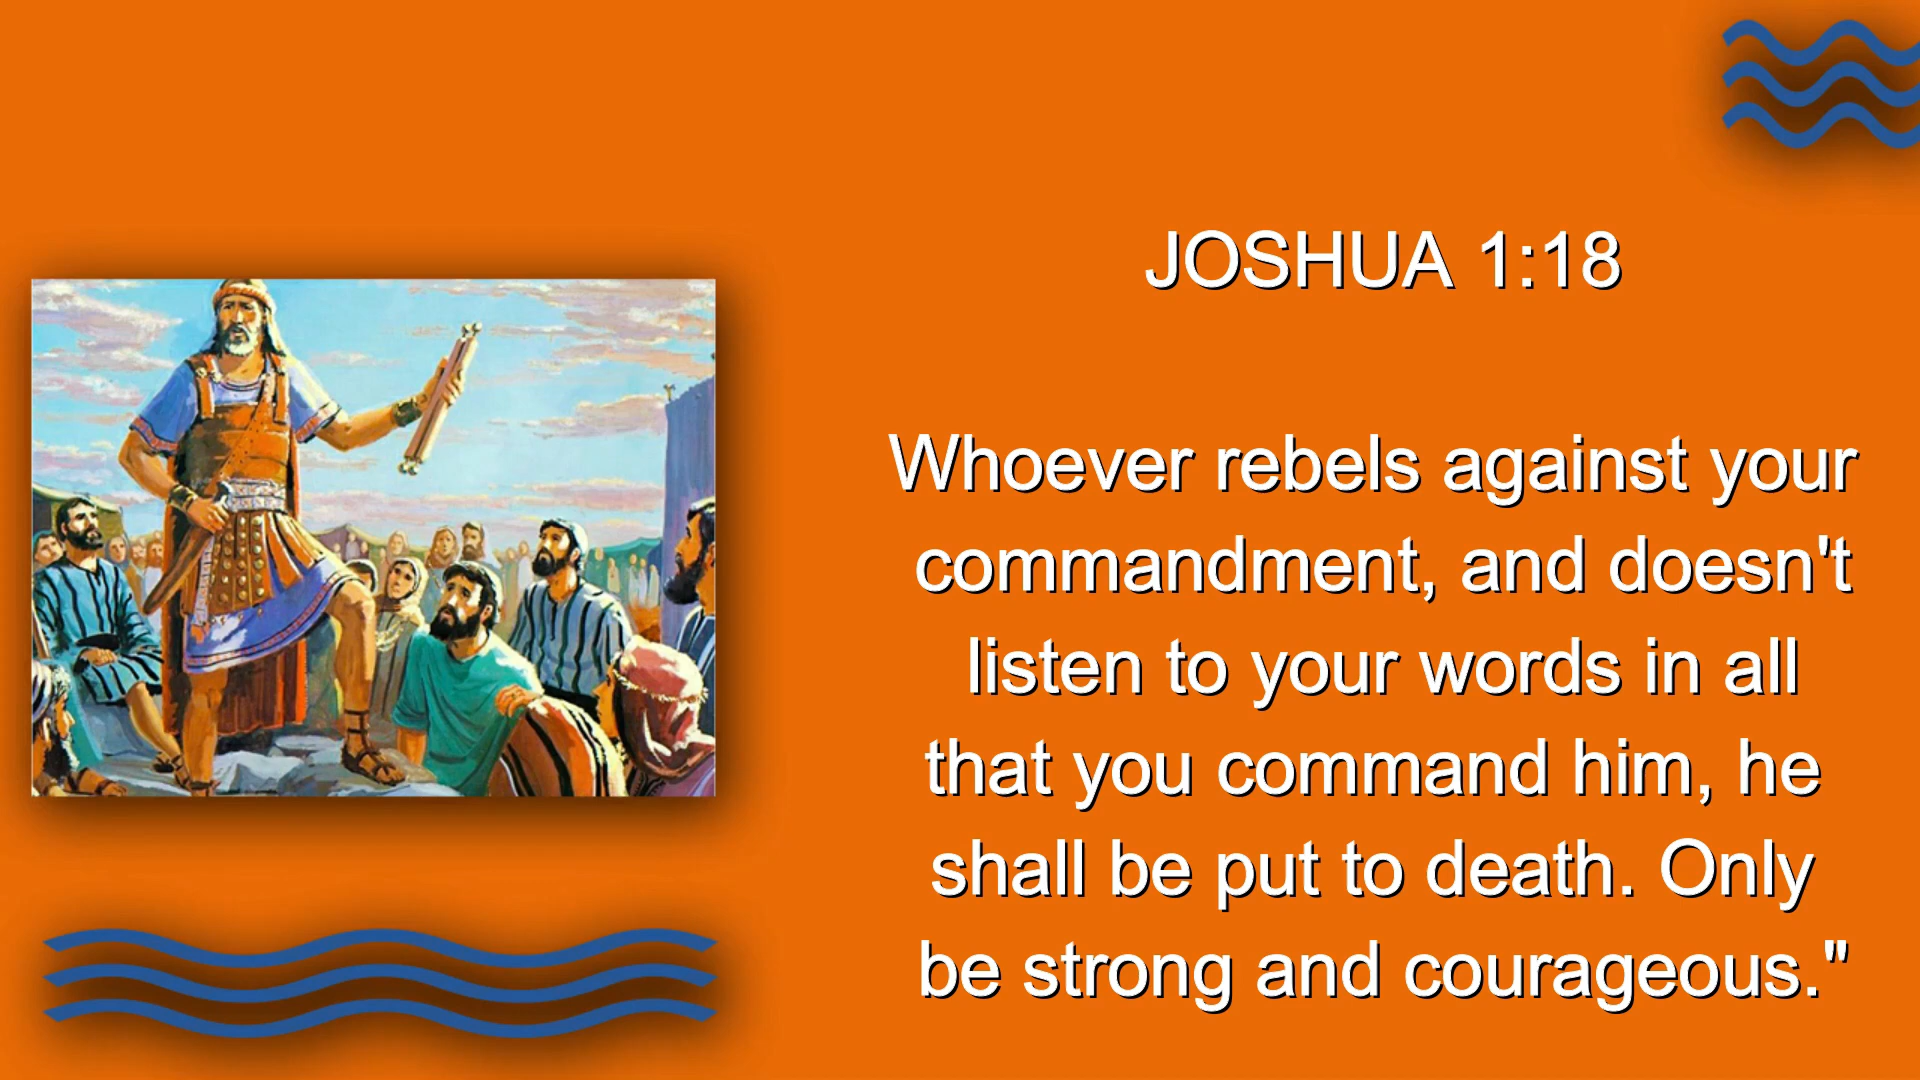 JOSHUA 1:18
Whoever rebels against your
commandment, and doesn't
listen to your words in all
that you command him, he
shall be put to death. Only
be strong and courageous."